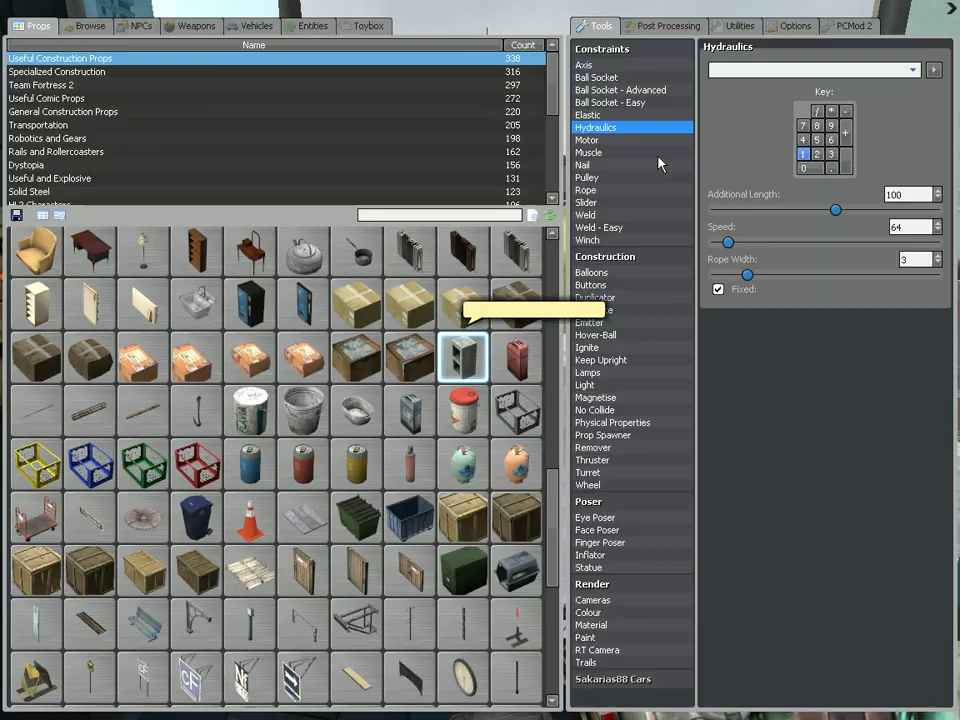 Props
Browse
NPCs
Weapons
Vehicles
Entities
Toybox
Name
Count
Useful Construction Props 338
Specialized Construction 316
Team Fortress 2 297
Useful Comic Props 272
General Construction Props 220
Transportation 205
Robotics and Gears 198
Rails and Rollercoasters 172
Dystopia 156
Useful and Explosive 131
Solid Steel 123
Tools
Post Processing
Utilities
Options
PCMod 2
Constraints
Axis
Ball Socket
Ball Socket - Advanced
Ball Socket - Easy
Elastic
Hydraulics
Motor
Muscle
Nail
Pulley
Rope
Slider
Weld
Weld - Easy
Winch
Construction
Balloons
Buttons
Duplicator
Emitter
Hover-Ball
Ignite
Keep Upright
Lamps
Light
Magnetise
No Collide
Physical Properties
Prop Spawner
Remover
Thruster
Turret
Wheel
Poser
Eye Poser
Face Poser
Finger Poser
Inflator
Statue
Render
Cameras
Colour
Material
Paint
RT Camera
Trails
Sakarias88 Cars
Hydraulics
Key:
/ * -
7 8 9 +
4 5 6
1 2 3
0 .
Additional Length: 100
Speed: 64
Rope Width: 3
Fixed: